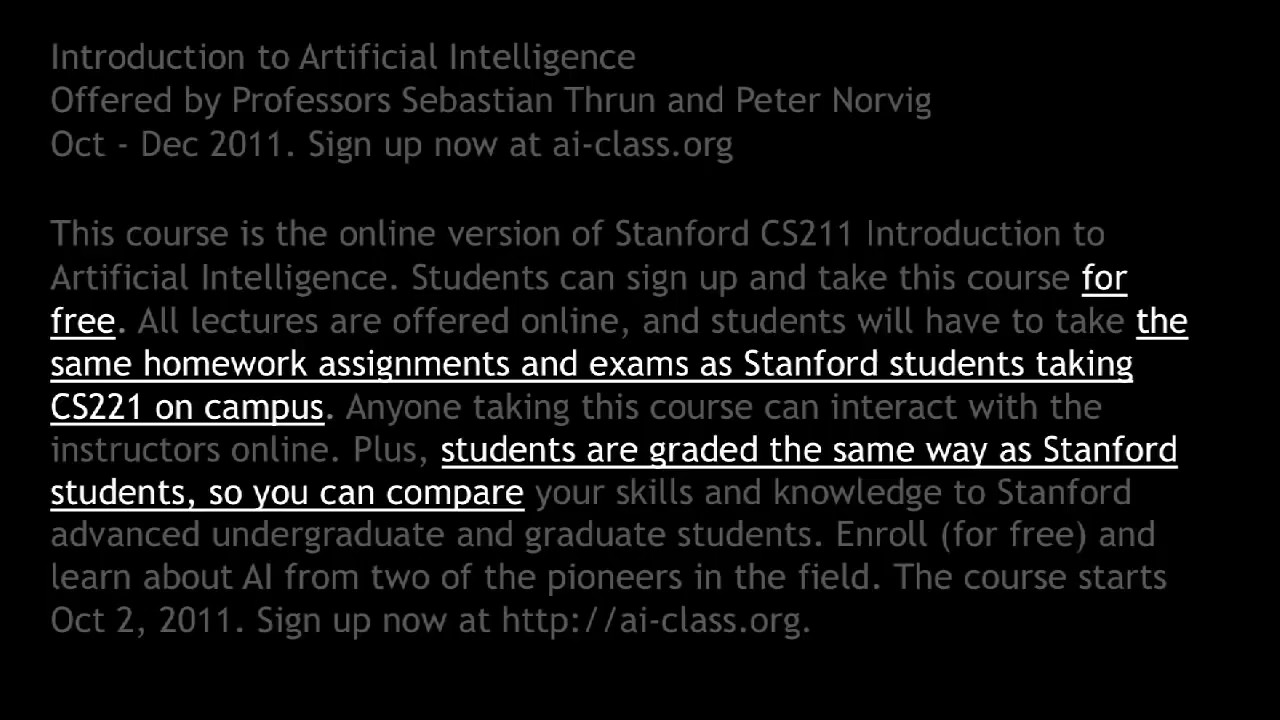 Introduction to Artificial Intelligence
Offered by Professors Sebastian Thrun and Peter Norvig
Oct - Dec 2011. Sign up now at ai-class.org
This course is the online version of Stanford CS211 Introduction to
Artificial Intelligence. Students can sign up and take this course for
free. All lectures are offered online, and students will have to take the
same homework assignments and exams as Stanford students taking
CS221 on campus. Anyone taking this course can interact with the
instructors online. Plus, students are graded the same way as Stanford
students, so you can compare your skills and knowledge to Stanford
advanced undergraduate and graduate students. Enroll (for free) and
learn about AI from two of the pioneers in the field. The course starts
Oct 2, 2011. Sign up now at http://ai-class.org.